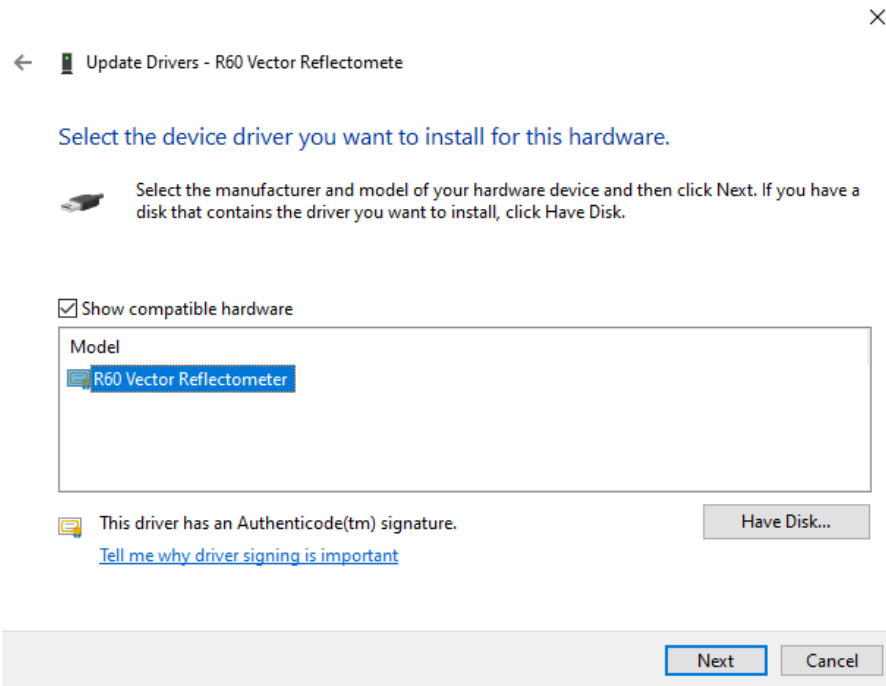 Update Drivers - R60 Vector Reflectomete
Select the device driver you want to install for this hardware.
Select the manufacturer and model of your hardware device and then click Next. If you have a
disk that contains the driver you want to install, click Have Disk.
Show compatible hardware
Model
R60 Vector Reflectometer
This driver has an Authenticode(tm) signature.
Have Disk...
Tell me why driver signing is important
Next
Cancel